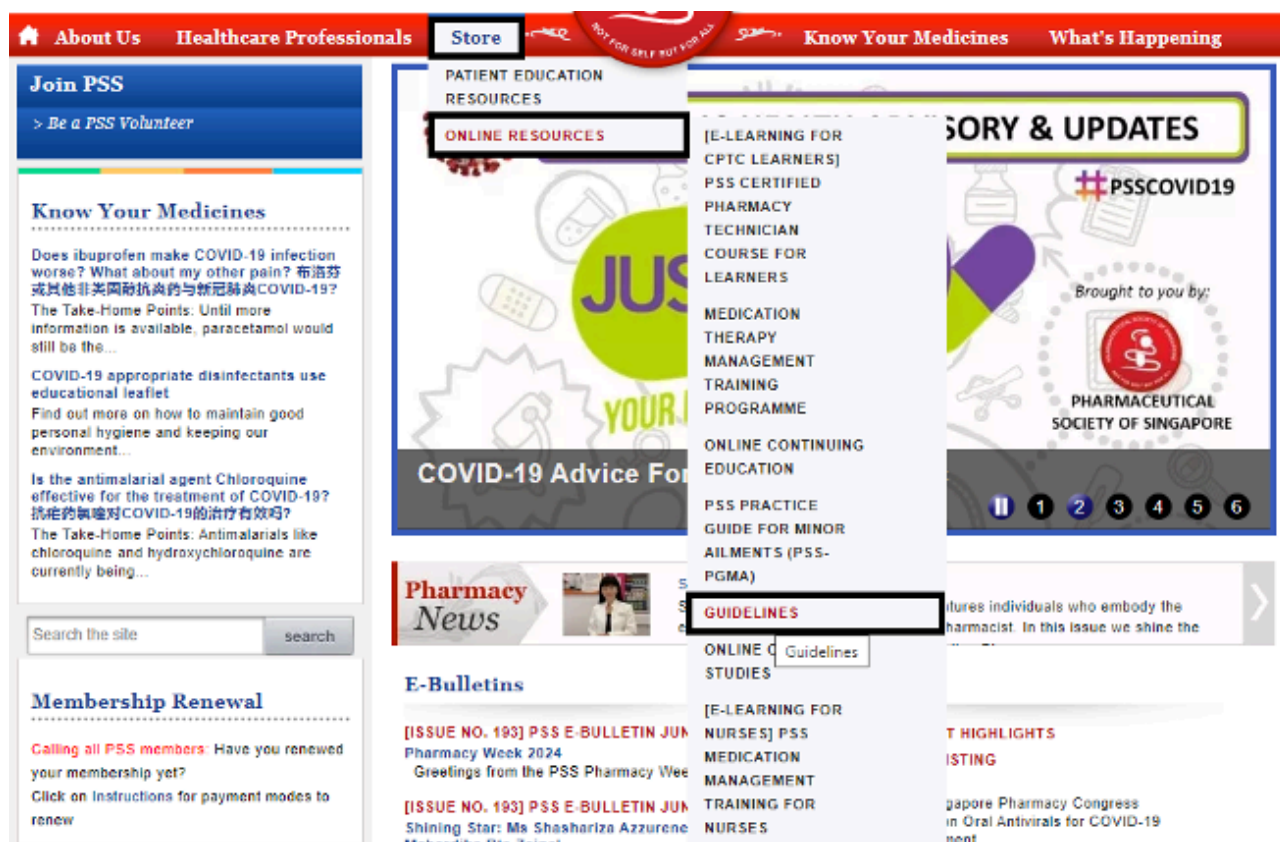 About Us
Healthcare Professionals
Store
NOT FOR SELF BUT FOR ALL
Know Your Medicines
What's Happening
Join PSS
> Be a PSS Volunteer
Know Your Medicines
Does ibuprofen make COVID-19 infection
worse? What about my other pain? 布洛芬
或其他非类固醇抗炎药与新冠肺炎COVID-19?
The Take-Home Points: Until more
information is available, paracetamol would
still be the...
COVID-19 appropriate disinfectants use
educational leaflet
Find out more on how to maintain good
personal hygiene and keeping our
environment...
Is the antimalarial agent Chloroquine
effective for the treatment of COVID-19?
抗疟药氯喹对COVID-19的治疗有效吗?
The Take-Home Points: Antimalarials like
chloroquine and hydroxychloroquine are
currently being...
Search the site
search
Membership Renewal
Calling all PSS members: Have you renewed
your membership yet?
Click on Instructions for payment modes to
renew
PATIENT EDUCATION
RESOURCES
ONLINE RESOURCES
[E-LEARNING FOR
CPTC LEARNERS]
PSS CERTIFIED
PHARMACY
TECHNICIAN
COURSE FOR
LEARNERS
MEDICATION
THERAPY
MANAGEMENT
TRAINING
PROGRAMME
ONLINE CONTINUING
EDUCATION
PSS PRACTICE
GUIDE FOR MINOR
AILMENTS (PSS-
PGMA)
GUIDELINES
ONLINE
Guidelines
STUDIES
[E-LEARNING FOR
NURSES] PSS
MEDICATION
MANAGEMENT
TRAINING FOR
NURSES
& UPDATES
#PSSCOVID19
JUS
YOUR
Brought to you by:
PHARMACEUTICAL
SOCIETY OF SINGAPORE
COVID-19 Advice For
1 2 3 4 5 6
Pharmacy
News
individuals who embody the
In this issue we shine the
E-Bulletins
[ISSUE NO. 193] PSS E-BULLETIN JUN
Pharmacy Week 2024
Greetings from the PSS Pharmacy Wee
[ISSUE NO. 193] PSS E-BULLETIN JUN
Shining Star: Ms Shashariza Azzurene
HIGHLIGHTS
Pharmacy Congress
Oral Antivirals for COVID-19